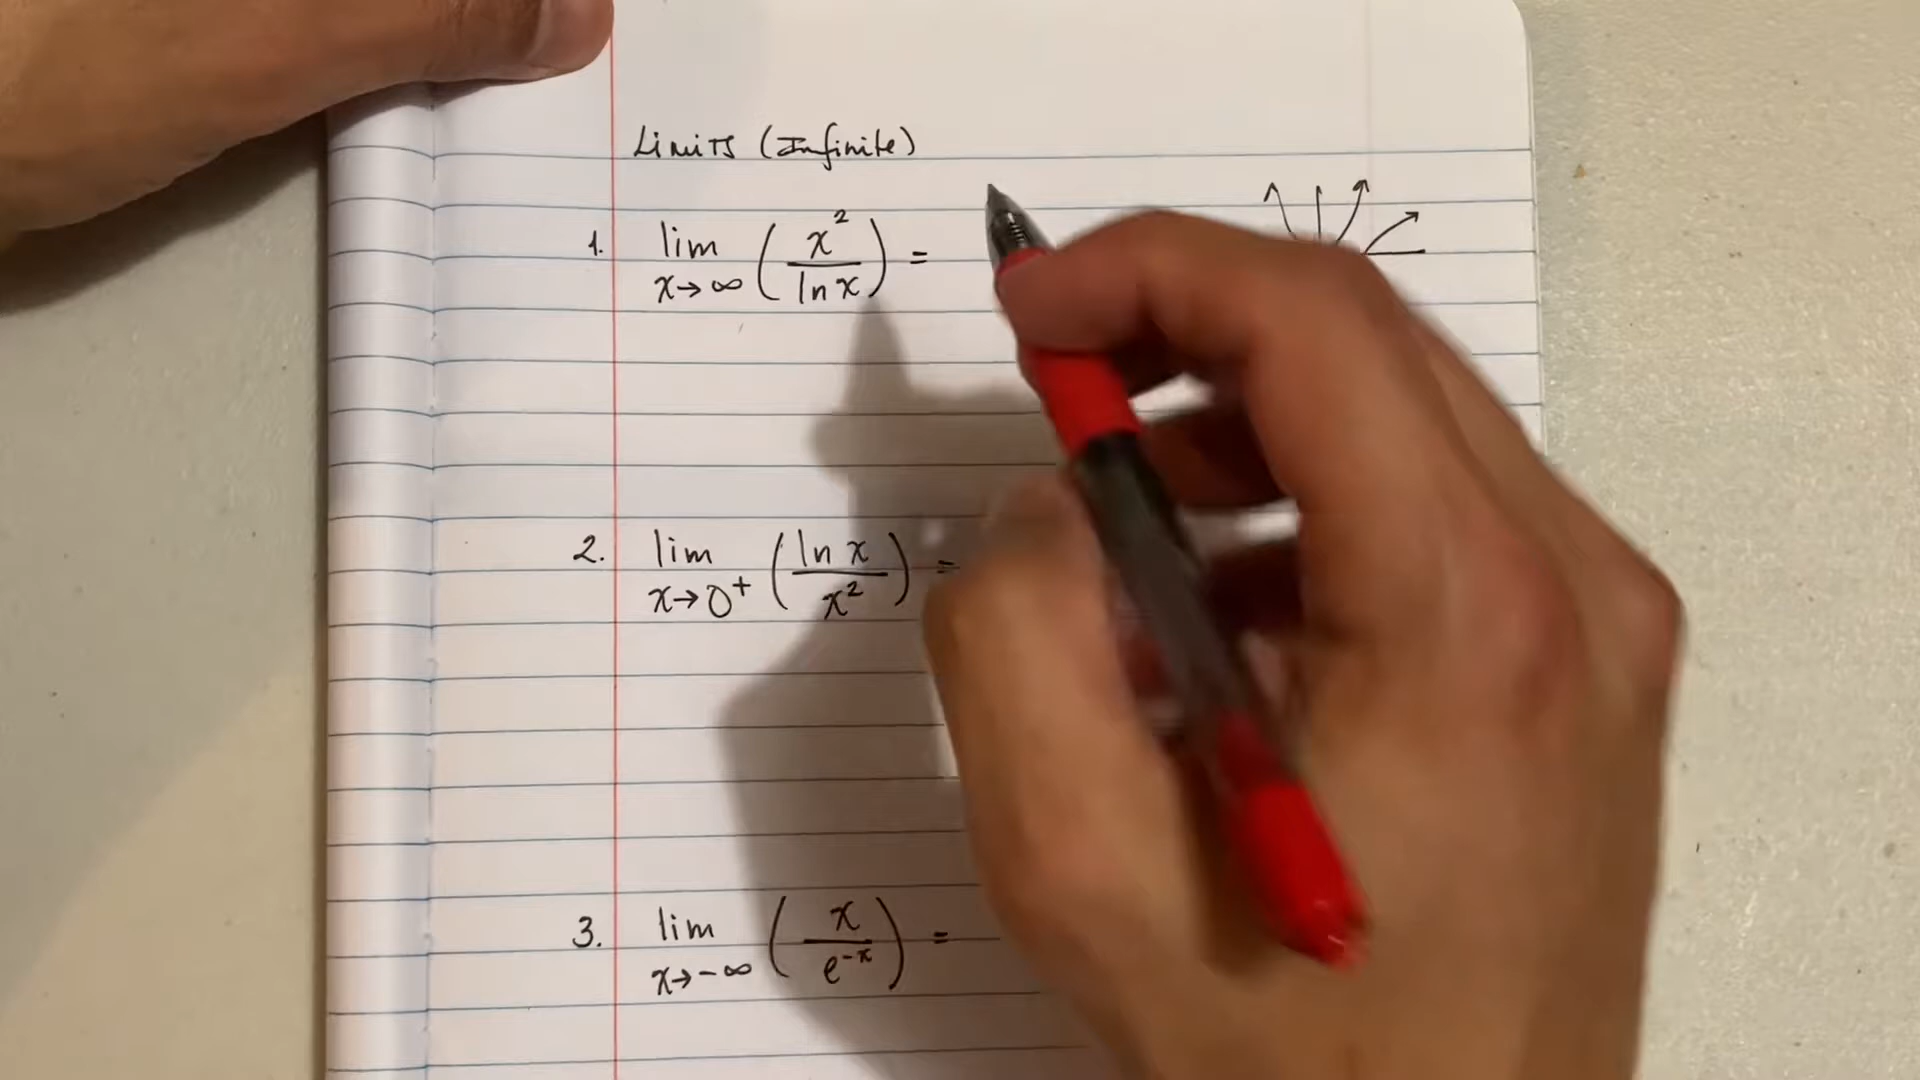 Limits (Infinite)
1. lim x→∞ (x²/ln x) =
2. lim x→0⁺ (ln x/x²) =
3. lim x→-∞ (x/e⁻ˣ) =